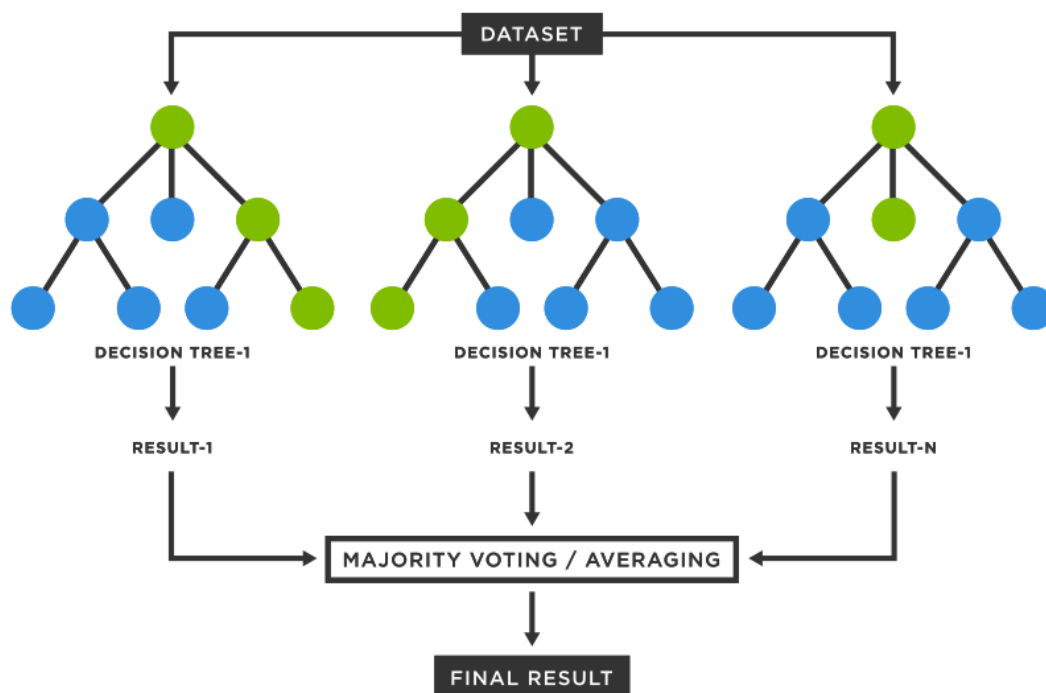 DATASET
DECISION TREE-1
DECISION TREE-1
DECISION TREE-1
RESULT-1
RESULT-2
RESULT-N
MAJORITY VOTING / AVERAGING
FINAL RESULT